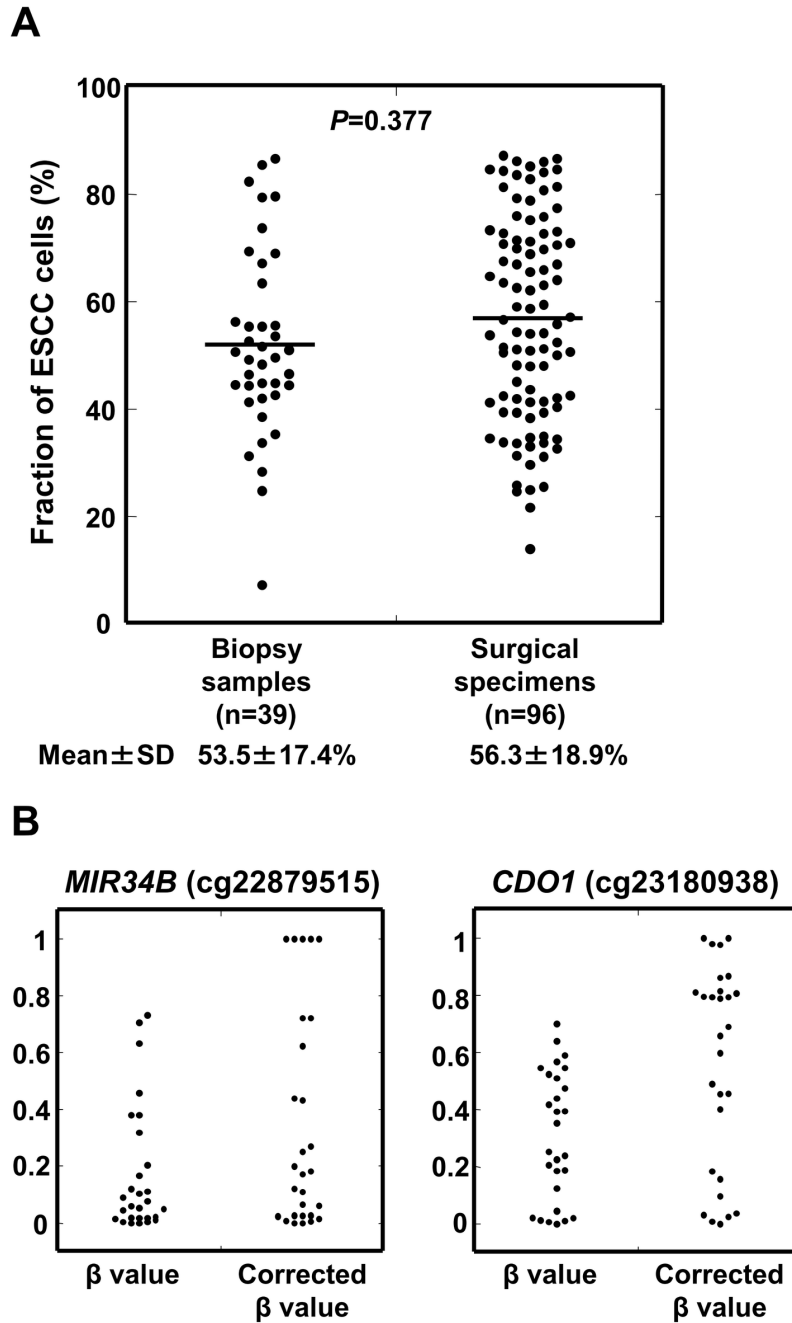 A
100
P=0.377
80
60
40
20
0
Fraction of ESCC cells (%)
Biopsy Surgical
samples specimens
(n=39) (n=96)
Mean±SD 53.5±17.4% 56.3±18.9%
B
MIR34B (cg22879515) CDO1 (cg23180938)
1 1
0.8 0.8
0.6 0.6
0.4 0.4
0.2 0.2
0 0
β value Corrected β value Corrected
β value β value